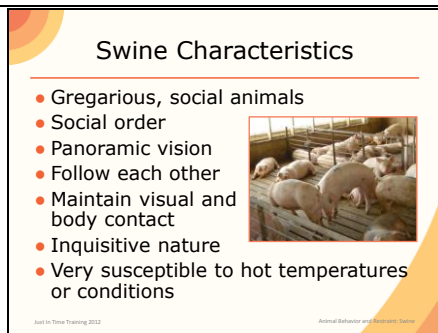 Swine Characteristics
Gregarious, social animals
Social order
Panoramic vision
Follow each other
Maintain visual and
body contact
Inquisitive nature
Very susceptible to hot temperatures
or conditions
Just in Time Training 2012
Animal Behavior and Restraint: Swine